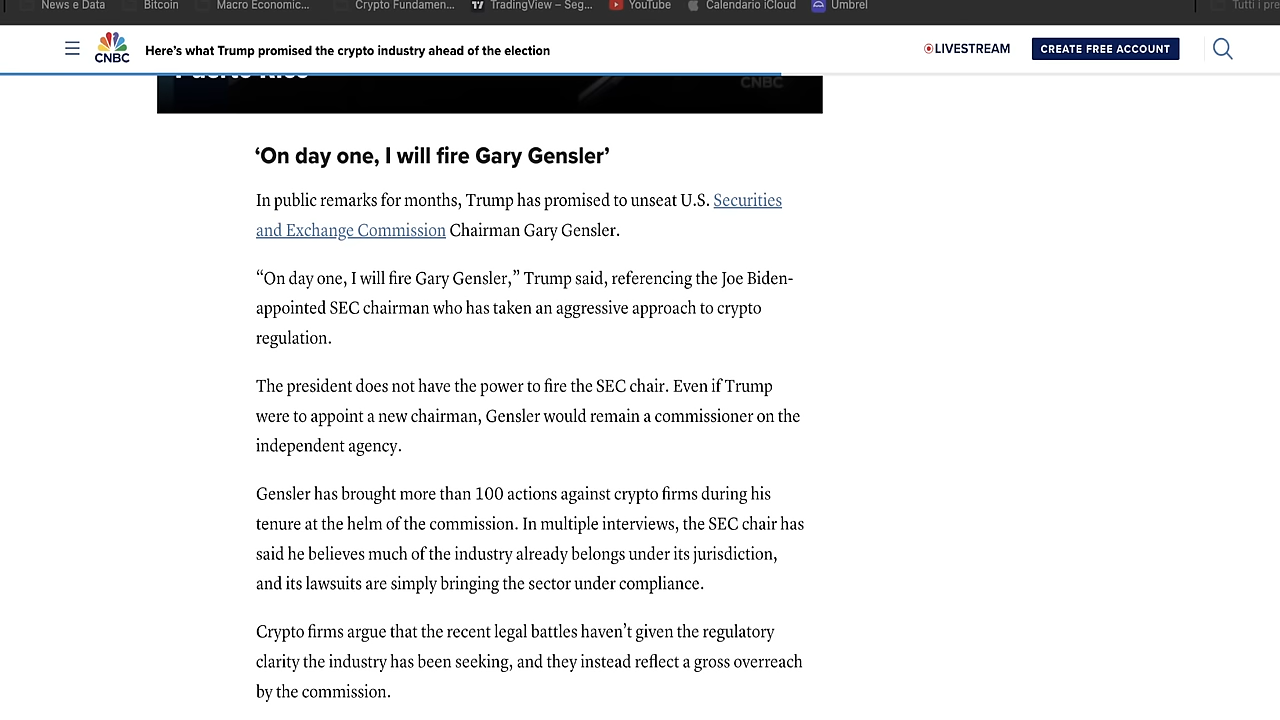 News e Data Bitcoin Macro Economic... Crypto Fundamen... TradingView – Seg... YouTube Calendario iCloud Umbrel Tutti I pre
CNBC Here's what Trump promised the crypto industry ahead of the election LIVESTREAM CREATE FREE ACCOUNT
Puerto Rico
CNBC
‘On day one, I will fire Gary Gensler’
In public remarks for months, Trump has promised to unseat U.S. Securities
and Exchange Commission Chairman Gary Gensler.
“On day one, I will fire Gary Gensler,” Trump said, referencing the Joe Biden-
appointed SEC chairman who has taken an aggressive approach to crypto
regulation.
The president does not have the power to fire the SEC chair. Even if Trump
were to appoint a new chairman, Gensler would remain a commissioner on the
independent agency.
Gensler has brought more than 100 actions against crypto firms during his
tenure at the helm of the commission. In multiple interviews, the SEC chair has
said he believes much of the industry already belongs under its jurisdiction,
and its lawsuits are simply bringing the sector under compliance.
Crypto firms argue that the recent legal battles haven’t given the regulatory
clarity the industry has been seeking, and they instead reflect a gross overreach
by the commission.